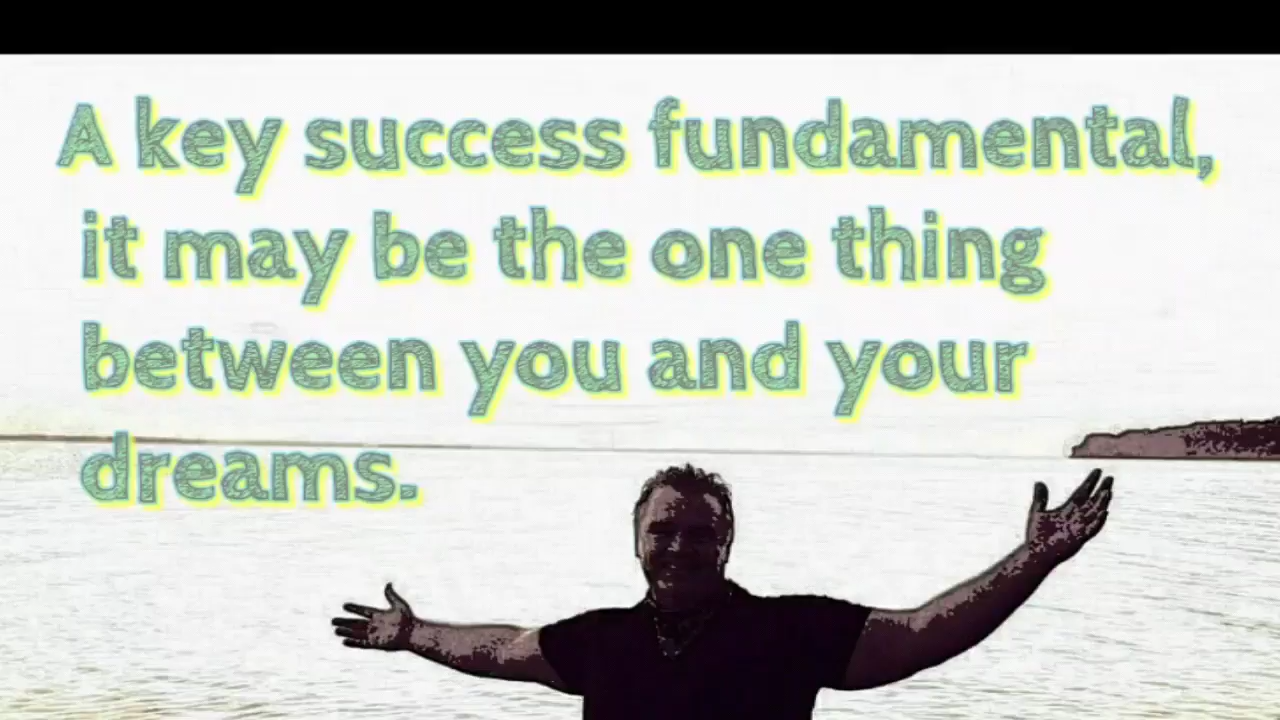 A key success fundamental,
it may be the one thing
between you and your
dreams.